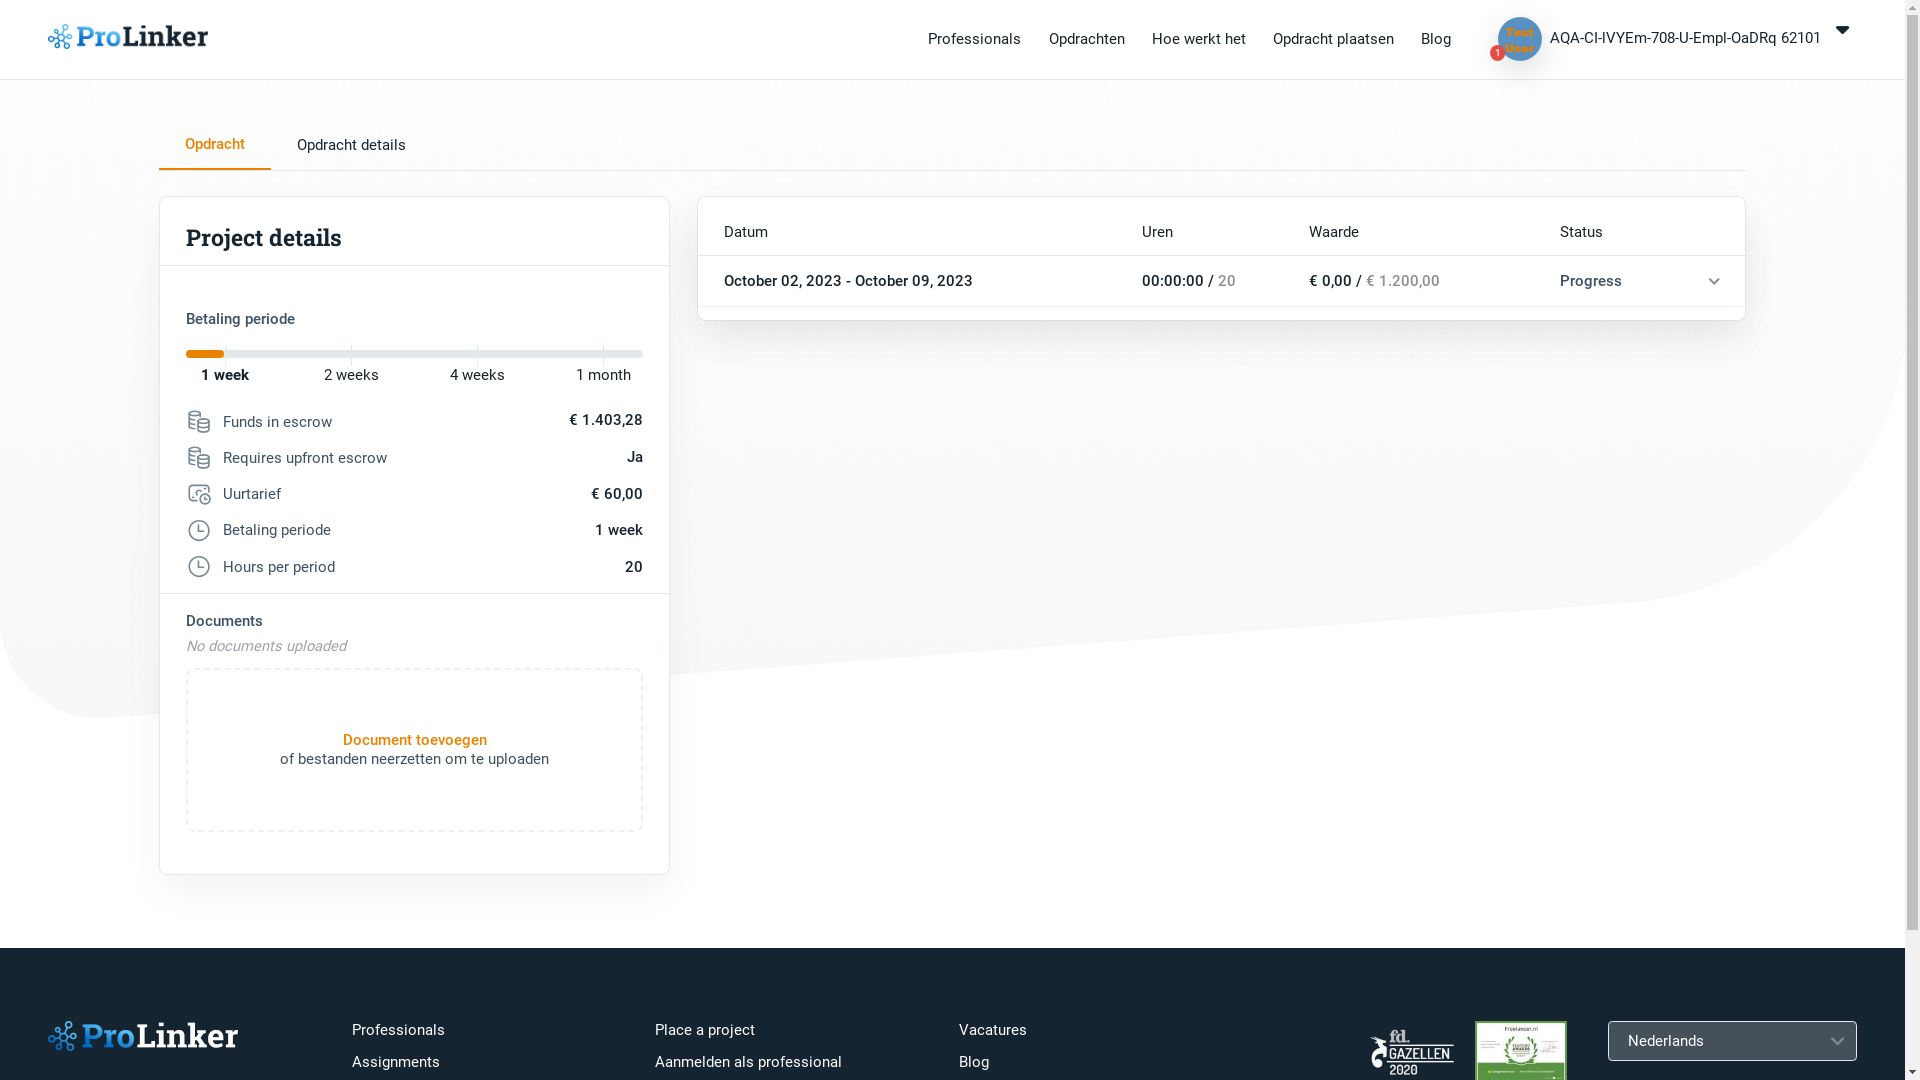 ProLinker
Professionals
Opdrachten
Hoe werkt het
Opdracht plaatsen
Blog
Test
User
1
AQA-CI-lVYEm-708-U-Empl-OaDRq 62101
Opdracht
Opdracht details
Project details
Betaling periode
1 week
2 weeks
4 weeks
1 month
Funds in escrow
€ 1.403,28
Requires upfront escrow
Ja
Uurtarief
€ 60,00
Betaling periode
1 week
Hours per period
20
Documents
No documents uploaded
Document toevoegen
of bestanden neerzetten om te uploaden
Datum
Uren
Waarde
Status
October 02, 2023 - October 09, 2023
00:00:00 / 20
€ 0,00 / € 1.200,00
Progress
ProLinker
Professionals
Assignments
Place a project
Aanmelden als professional
Vacatures
Blog
fd.
GAZELLEN
2020
Freelancer.nl
Nederlands